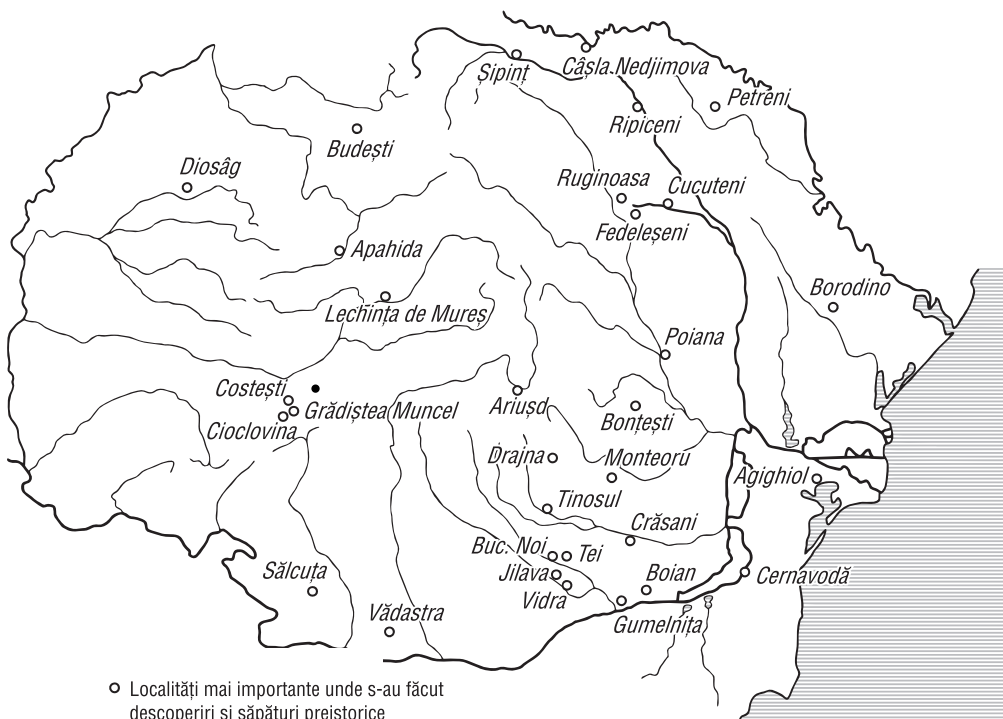 Șipinț
Câșla Nedjimova
Petreni
Ripiceni
Budești
Diosâg
Ruginoasa
Cucuteni
Fedeleșeni
Apahida
Borodino
Lechința de Mureș
Poiana
Costești
Grădiștea Muncel
Cioclovina
Ariușd
Bonțești
Drajna
Monteoru
Agighiol
Tinosul
Crăsani
Buc. Noi
Tei
Jilava
Boian
Cernavodă
Vidra
Sălcuța
Vădastra
Gumelnița
Localități mai importante unde s-au făcut
descoperiri și săpături preistorice